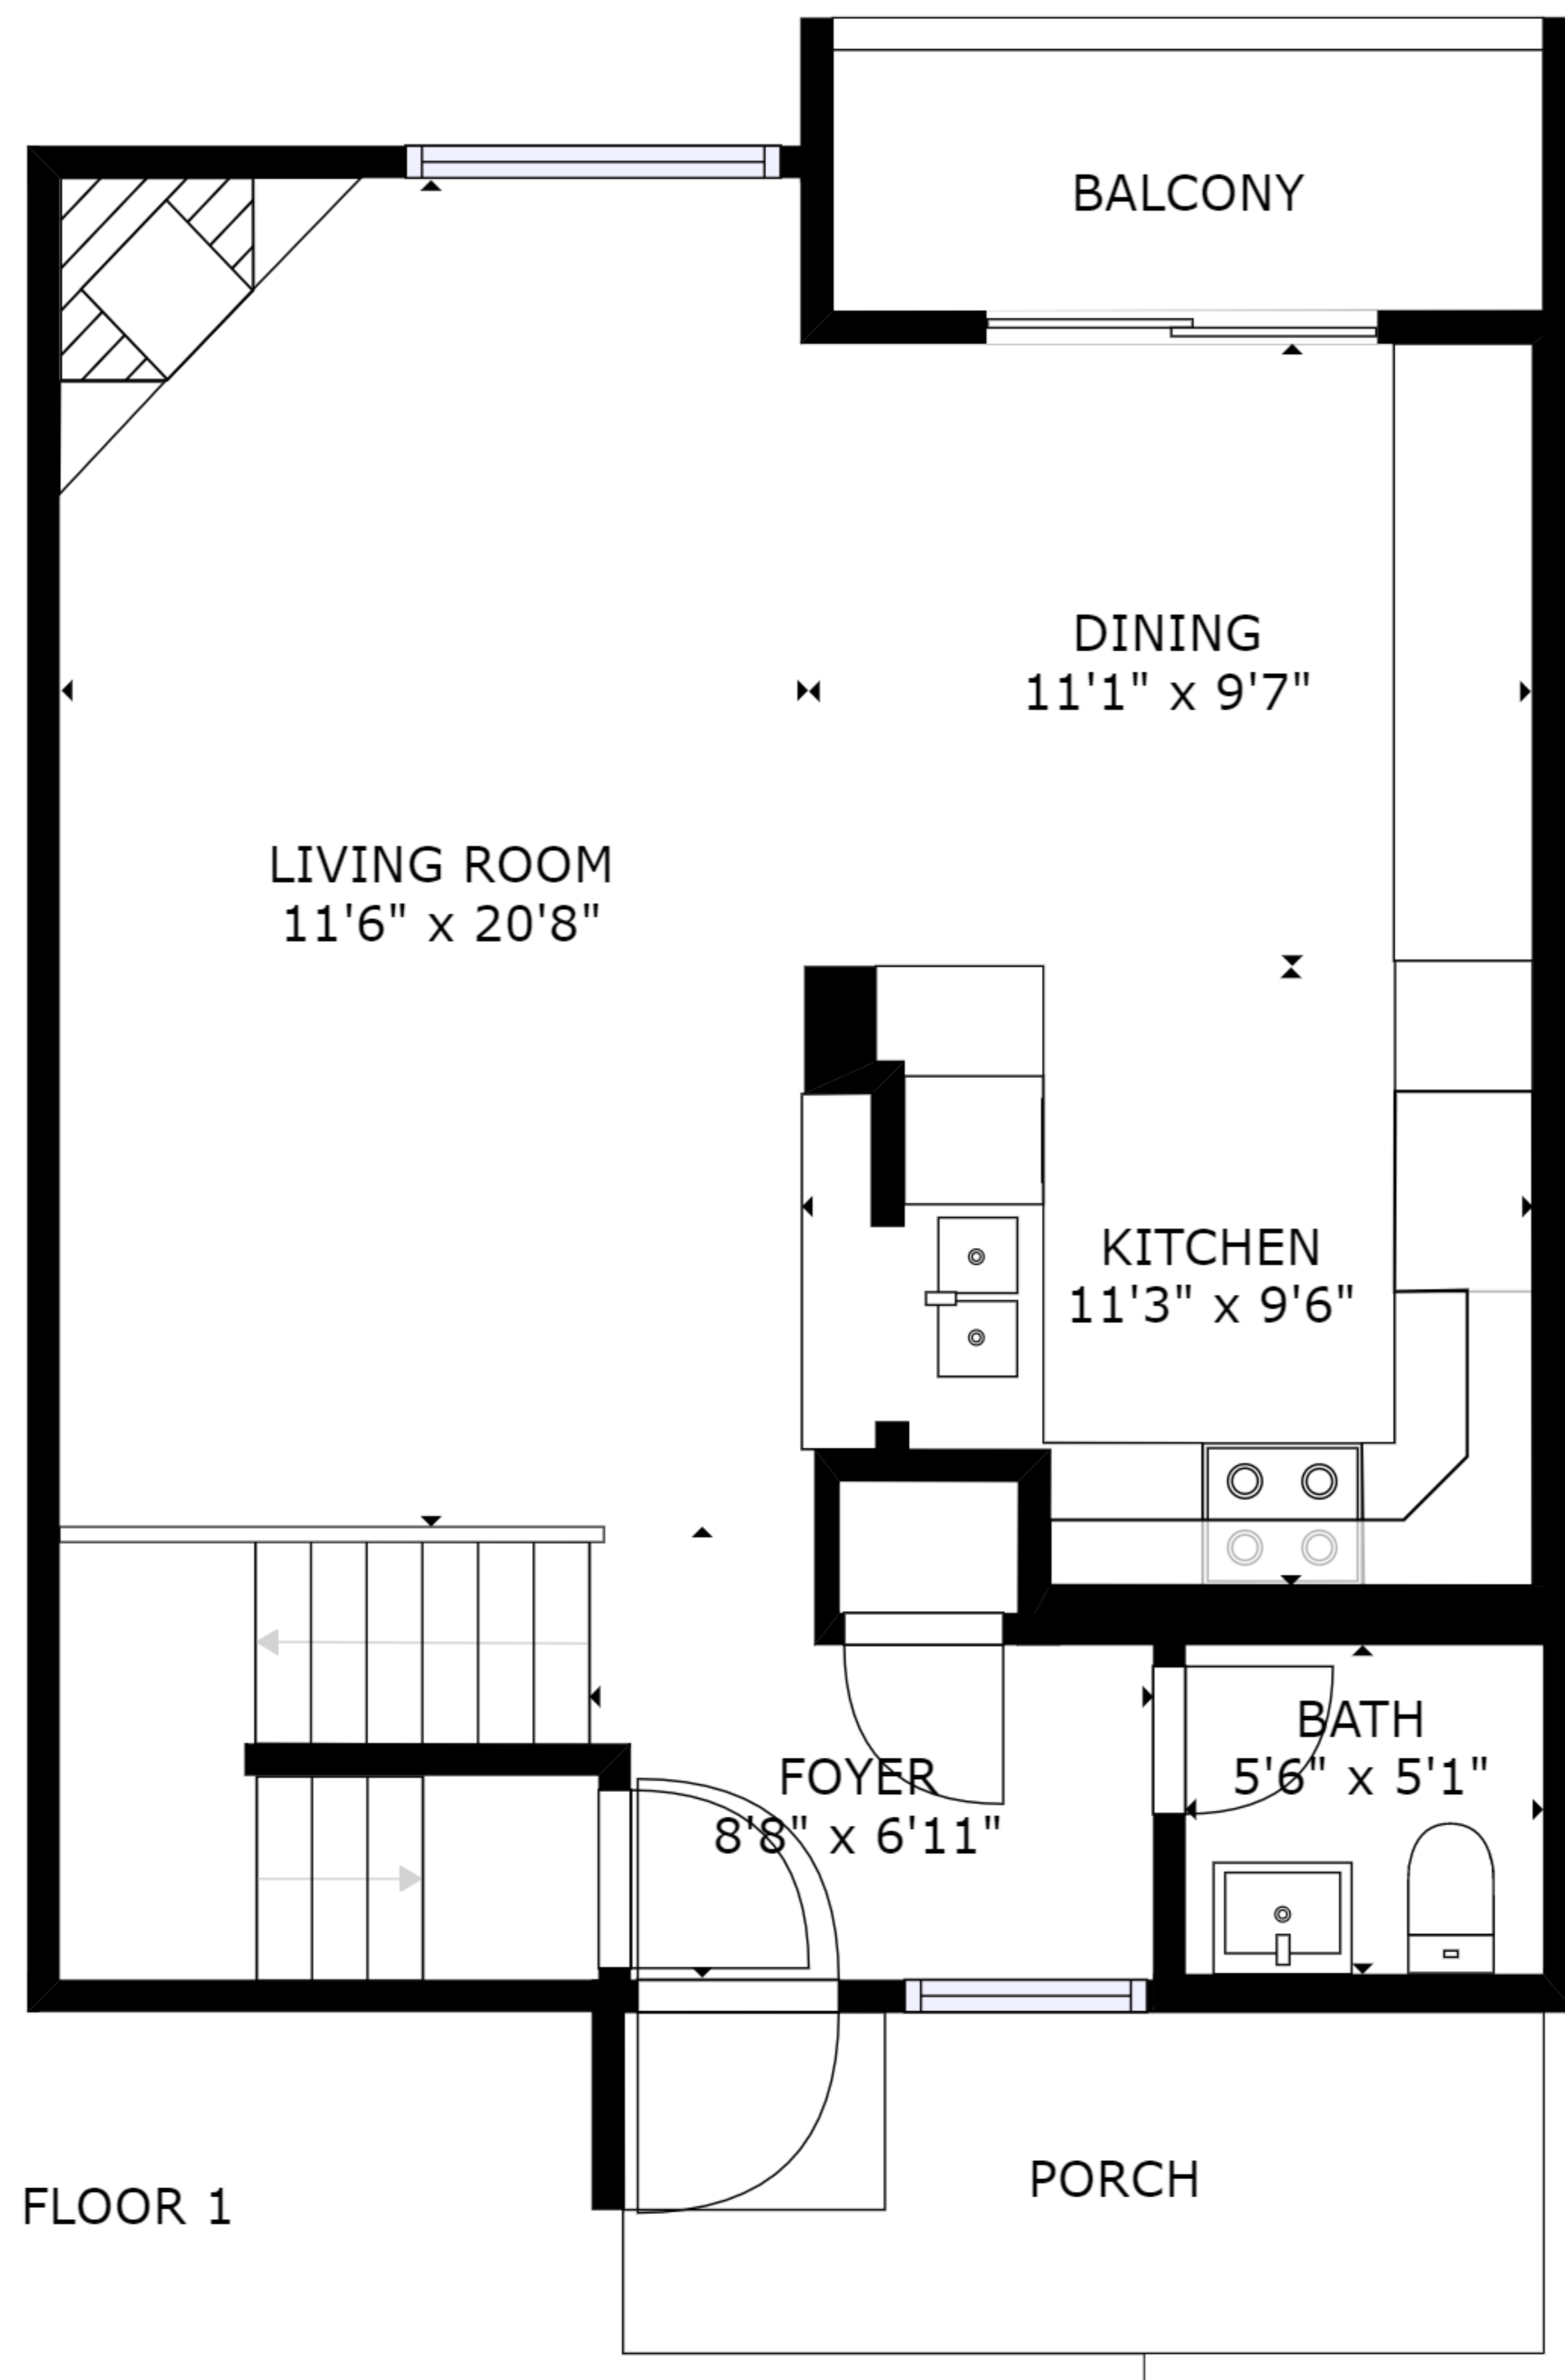 BALCONY
DINING
11'1" x 9'7"
LIVING ROOM
11'6" x 20'8"
KITCHEN
11'3" x 9'6"
BATH
5'6" x 5'1"
FOYER
8'8" x 6'11"
PORCH
FLOOR 1